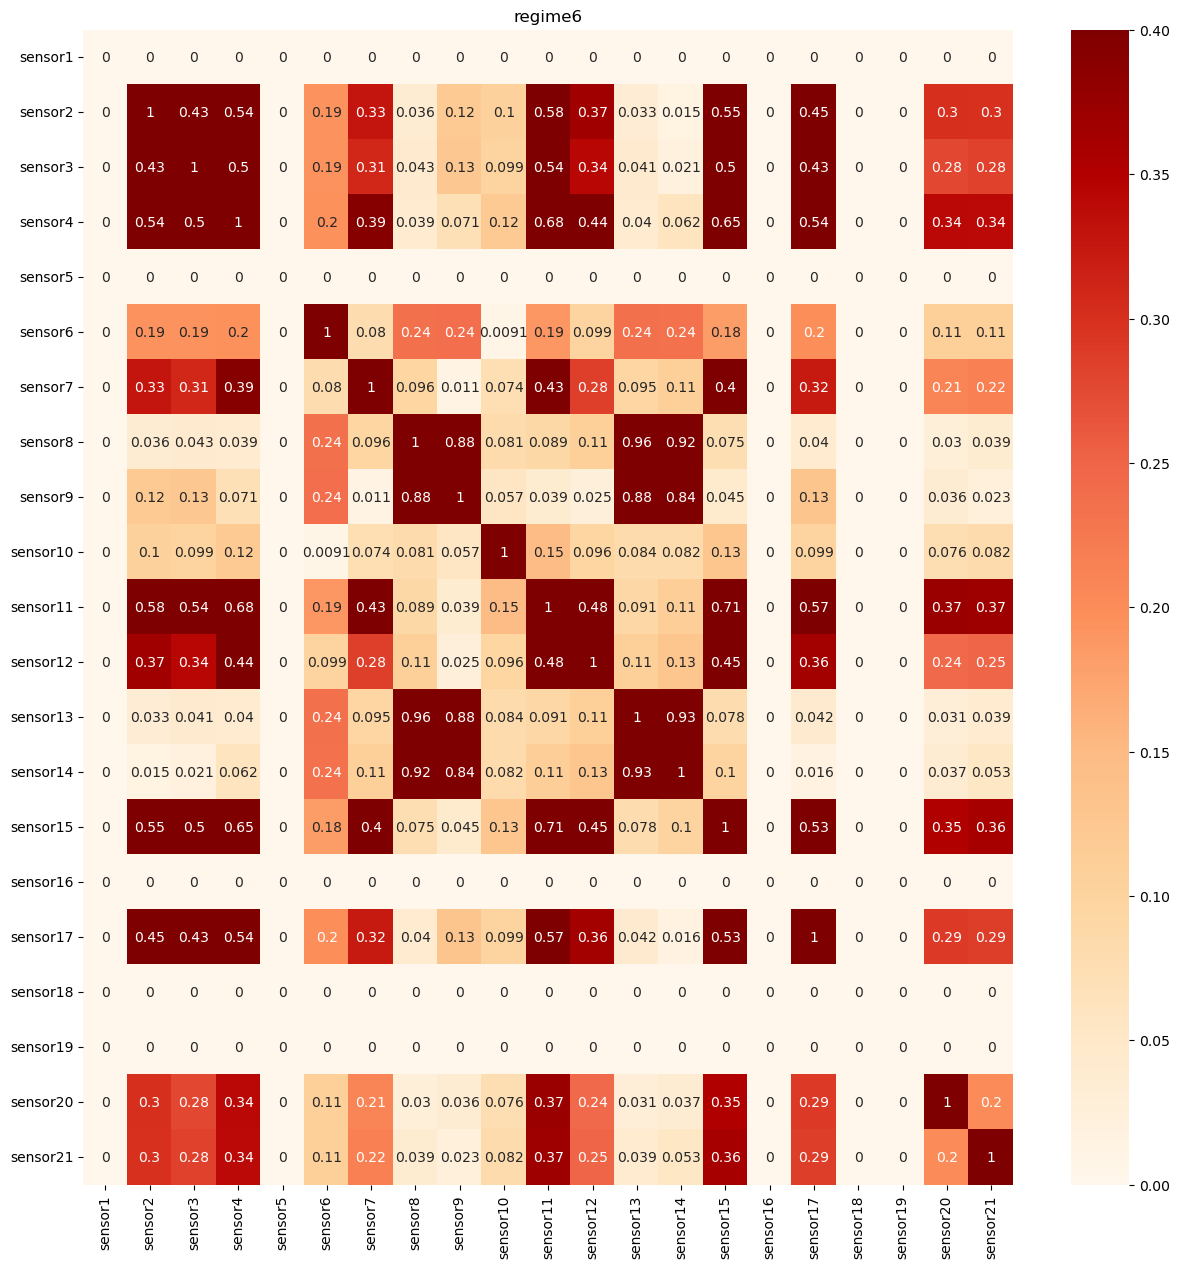 regime6
sensor1 0 0 0 0 0 0 0 0 0 0 0 0 0 0 0 0 0 0 0 0 0
sensor2 0 1 0.43 0.54 0 0.19 0.33 0.036 0.12 0.1 0.58 0.37 0.033 0.015 0.55 0 0.45 0 0 0.3 0.3
sensor3 0 0.43 1 0.5 0 0.19 0.31 0.043 0.13 0.099 0.54 0.34 0.041 0.021 0.5 0 0.43 0 0 0.28 0.28
sensor4 0 0.54 0.5 1 0 0.2 0.39 0.039 0.071 0.12 0.68 0.44 0.04 0.062 0.65 0 0.54 0 0 0.34 0.34
sensor5 0 0 0 0 0 0 0 0 0 0 0 0 0 0 0 0 0 0 0 0 0
sensor6 0 0.19 0.19 0.2 0 1 0.08 0.24 0.24 0.0091 0.19 0.099 0.24 0.24 0.18 0 0.2 0 0 0.11 0.11
sensor7 0 0.33 0.31 0.39 0 0.08 1 0.096 0.011 0.074 0.43 0.28 0.095 0.11 0.4 0 0.32 0 0 0.21 0.22
sensor8 0 0.036 0.043 0.039 0 0.24 0.096 1 0.88 0.081 0.089 0.11 0.96 0.92 0.075 0 0.04 0 0 0.03 0.039
sensor9 0 0.12 0.13 0.071 0 0.24 0.011 0.88 1 0.057 0.039 0.025 0.88 0.84 0.045 0 0.13 0 0 0.036 0.023
sensor10 0 0.1 0.099 0.12 0 0.0091 0.074 0.081 0.057 1 0.15 0.096 0.084 0.082 0.13 0 0.099 0 0 0.076 0.082
sensor11 0 0.58 0.54 0.68 0 0.19 0.43 0.089 0.039 0.15 1 0.48 0.091 0.11 0.71 0 0.57 0 0 0.37 0.37
sensor12 0 0.37 0.34 0.44 0 0.099 0.28 0.11 0.025 0.096 0.48 1 0.11 0.13 0.45 0 0.36 0 0 0.24 0.25
sensor13 0 0.033 0.041 0.04 0 0.24 0.095 0.96 0.88 0.084 0.091 0.11 1 0.93 0.078 0 0.042 0 0 0.031 0.039
sensor14 0 0.015 0.021 0.062 0 0.24 0.11 0.92 0.84 0.082 0.11 0.13 0.93 1 0.1 0 0.016 0 0 0.037 0.053
sensor15 0 0.55 0.5 0.65 0 0.18 0.4 0.075 0.045 0.13 0.71 0.45 0.078 0.1 1 0 0.53 0 0 0.35 0.36
sensor16 0 0 0 0 0 0 0 0 0 0 0 0 0 0 0 0 0 0 0 0 0
sensor17 0 0.45 0.43 0.54 0 0.2 0.32 0.04 0.13 0.099 0.57 0.36 0.042 0.016 0.53 0 1 0 0 0.29 0.29
sensor18 0 0 0 0 0 0 0 0 0 0 0 0 0 0 0 0 0 0 0 0 0
sensor19 0 0 0 0 0 0 0 0 0 0 0 0 0 0 0 0 0 0 0 0 0
sensor20 0 0.3 0.28 0.34 0 0.11 0.21 0.03 0.036 0.076 0.37 0.24 0.031 0.037 0.35 0 0.29 0 0 1 0.2
sensor21 0 0.3 0.28 0.34 0 0.11 0.22 0.039 0.023 0.082 0.37 0.25 0.039 0.053 0.36 0 0.29 0 0 0.2 1
sensor1 sensor2 sensor3 sensor4 sensor5 sensor6 sensor7 sensor8 sensor9 sensor10 sensor11 sensor12 sensor13 sensor14 sensor15 sensor16 sensor17 sensor18 sensor19 sensor20 sensor21
0.40
0.35
0.30
0.25
0.20
0.15
0.10
0.05
0.00